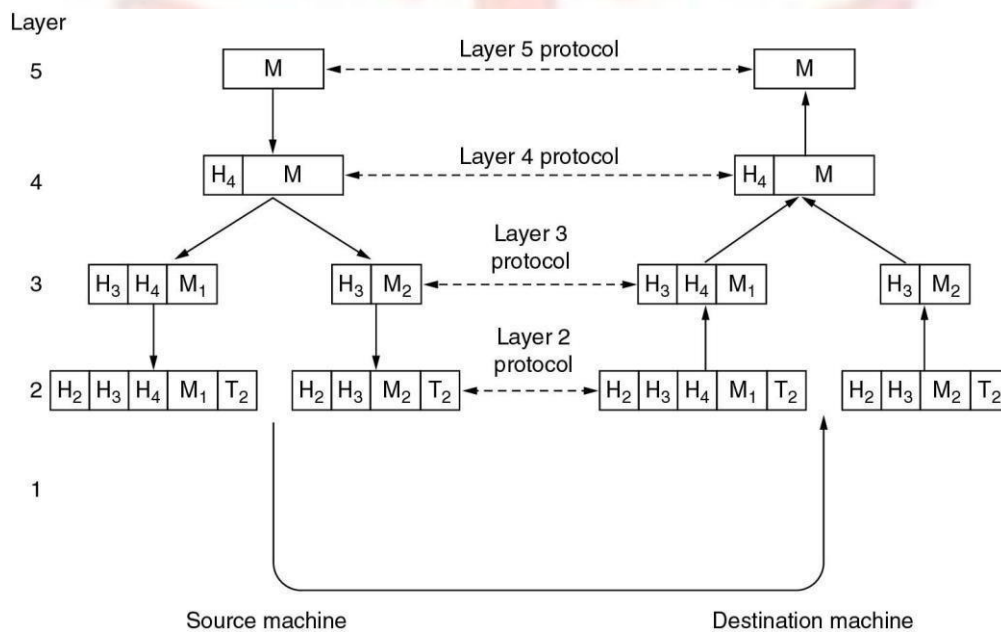 Layer
Layer 5 protocol
5 M M
Layer 4 protocol
4 H₄ M H₄ M
Layer 3
protocol
3 H₃ H₄ M₁ H₃ M₂ H₃ H₄ M₁ H₃ M₂
Layer 2
protocol
2 H₂ H₃ H₄ M₁ T₂ H₂ H₃ M₂ T₂ H₂ H₃ H₄ M₁ T₂ H₂ H₃ M₂ T₂
1
Source machine Destination machine